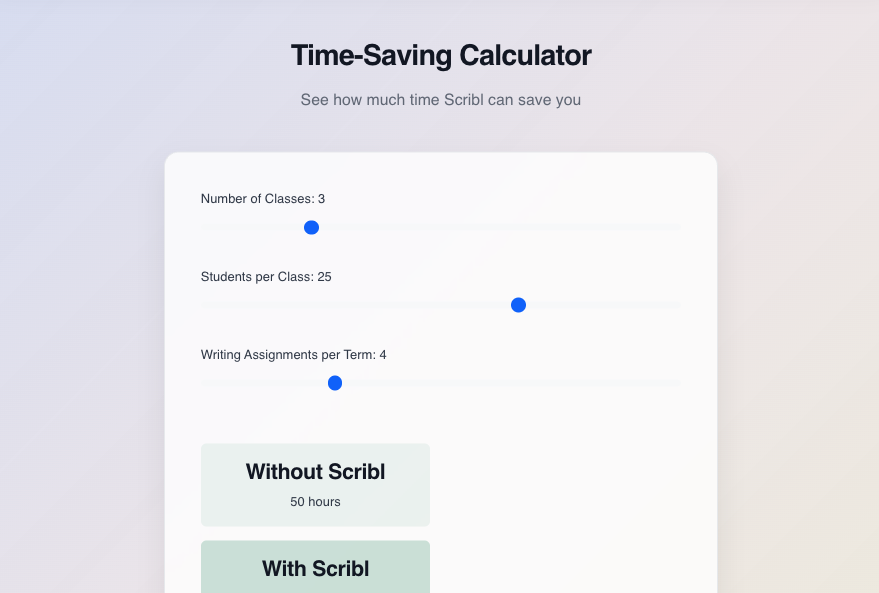 Time-Saving Calculator
See how much time Scribl can save you
Number of Classes: 3
Students per Class: 25
Writing Assignments per Term: 4
Without Scribl
50 hours
With Scribl